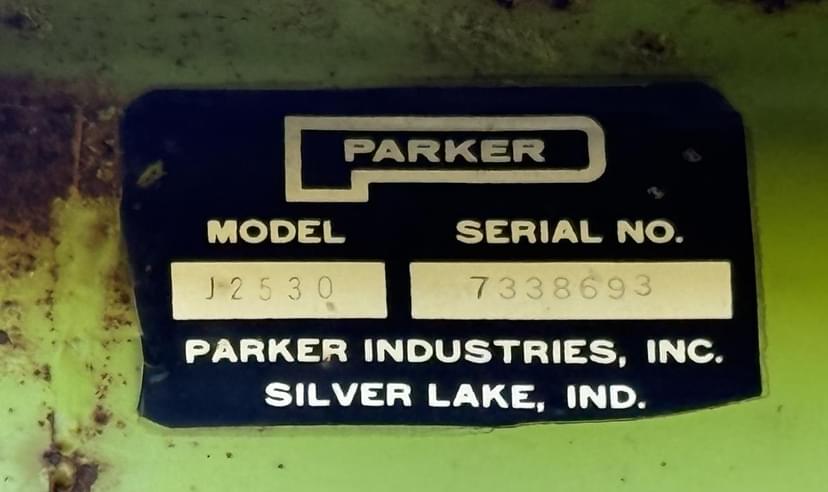 PARKER
MODEL SERIAL NO.
J2530 7338693
PARKER INDUSTRIES, INC.
SILVER LAKE, IND.